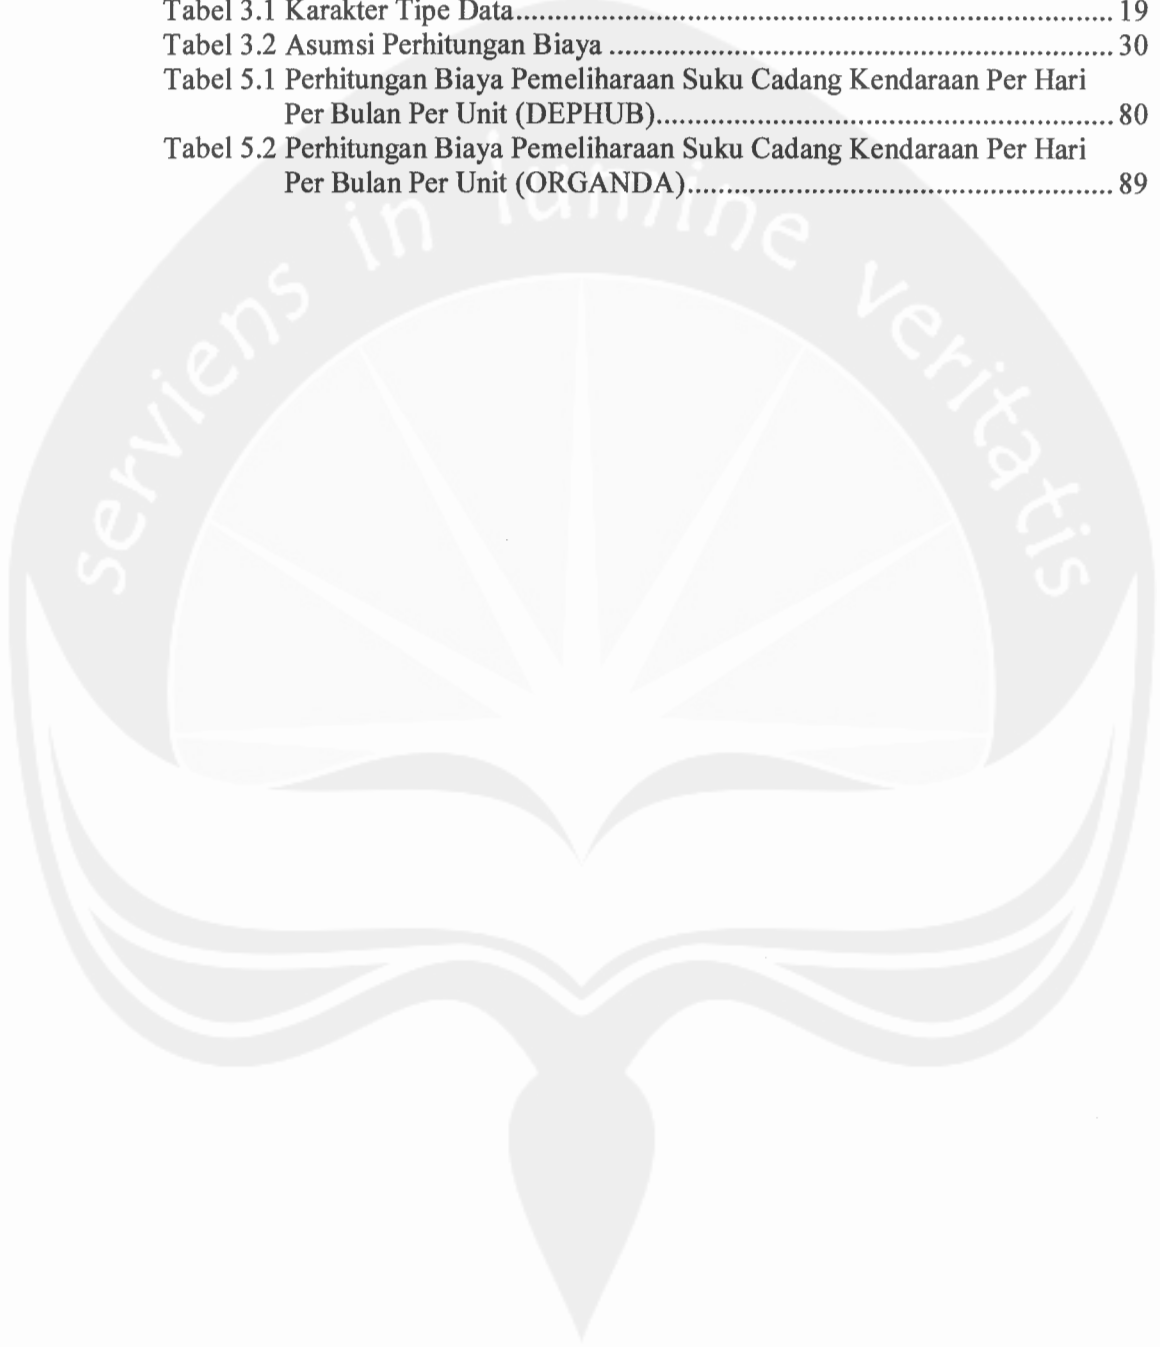 Tabel 3.1 Karakter Tipe Data............................................................................ 19
Tabel 3.2 Asumsi Perhitungan Biaya ................................................................ 30
Tabel 5.1 Perhitungan Biaya Pemeliharaan Suku Cadang Kendaraan Per Hari
Per Bulan Per Unit (DEPHUB).......................................................... 80
Tabel 5.2 Perhitungan Biaya Pemeliharaan Suku Cadang Kendaraan Per Hari
Per Bulan Per Unit (ORGANDA)...................................................... 89
serviens in lumine veritatis